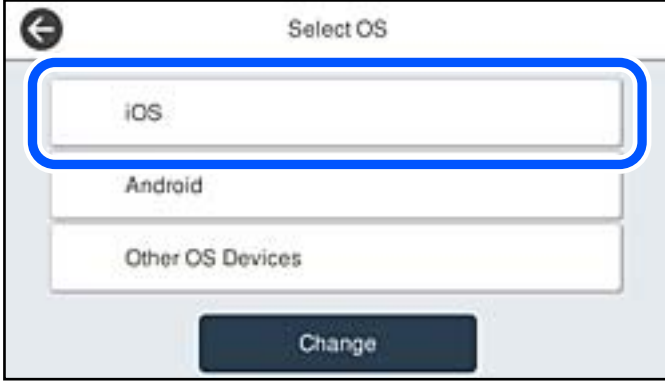 Select OS
iOS
Android
Other OS Devices
Change